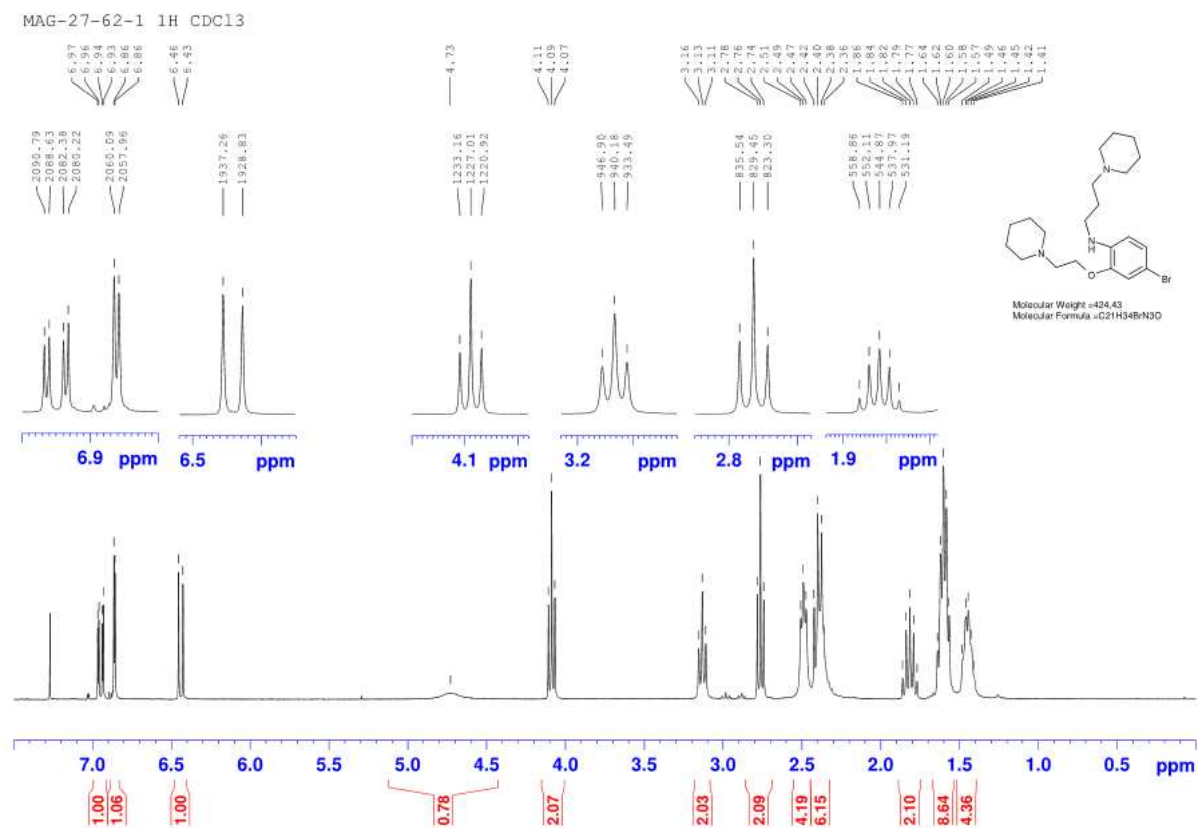 MAG-27-62-1 1H CDCl3
6.97 6.96 6.94 6.93 6.86 6.86 6.46 6.43 4.73 4.11 4.09 4.07 3.16 3.13 3.11 2.78 2.76 2.74 2.51 2.49 2.47 2.42 2.40 2.38 2.36 1.86 1.84 1.82 1.79 1.77 1.64 1.62 1.60 1.58 1.57 1.49 1.46 1.45 1.42 1.41
2090.79 2088.63 2082.38 2080.22 2060.09 2057.96 1937.26 1928.83 1233.16 1227.01 1220.92 946.90 940.18 933.49 835.54 829.45 823.30 558.86 552.11 544.87 537.97 531.19
N
NH
N
O
Br
Molecular Weight =424,43
Molecular Formula =C21H34BrN3O
6.9 ppm 6.5 ppm 4.1 ppm 3.2 ppm 2.8 ppm 1.9 ppm
7.0 6.5 6.0 5.5 5.0 4.5 4.0 3.5 3.0 2.5 2.0 1.5 1.0 0.5 ppm
1.00 1.06 1.00 0.78 2.07 2.03 2.09 4.19 6.15 2.10 8.64 4.36